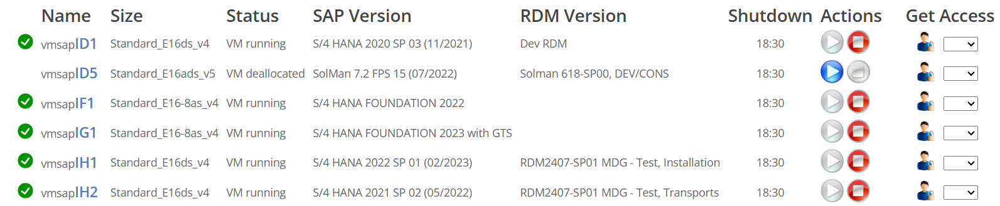 Name Size Status SAP Version RDM Version Shutdown Actions Get Access
vmsapID1 Standard_E16ds_v4 VM running S/4 HANA 2020 SP 03 (11/2021) Dev RDM 18:30
vmsapID5 Standard_E16ads_v5 VM deallocated SolMan 7.2 FPS 15 (07/2022) Solman 618-SP00, DEV/CONS 18:30
vmsapIF1 Standard_E16-8as_v4 VM running S/4 HANA FOUNDATION 2022 18:30
vmsapIG1 Standard_E16-8as_v4 VM running S/4 HANA FOUNDATION 2023 with GTS 18:30
vmsapIH1 Standard_E16ds_v4 VM running S/4 HANA 2022 SP 01 (02/2023) RDM2407-SP01 MDG - Test, Installation 18:30
vmsapIH2 Standard_E16ds_v4 VM running S/4 HANA 2021 SP 02 (05/2022) RDM2407-SP01 MDG - Test, Transports 18:30